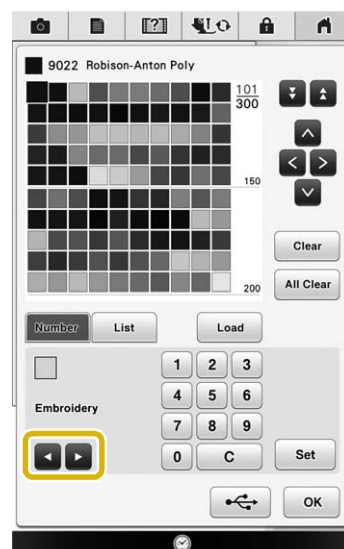 9022 Robison-Anton Poly
101
300
150
200
Clear
All Clear
Number
List
Load
1 2 3
Embroidery
4 5 6
7 8 9
0 C
Set
OK